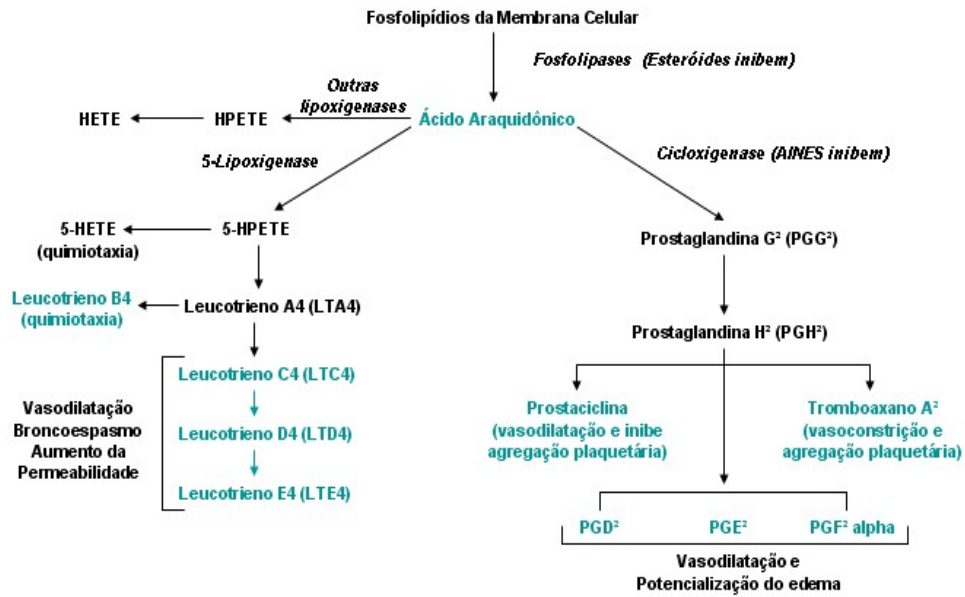 Fosfolipídios da Membrana Celular
Fosfolipases (Esteróides inibem)
Outras
lipoxigenases
HETE
HPETE
Ácido Araquidônico
5-Lipoxigenase
Cicloxigenase (AINES inibem)
5-HETE
(quimiotaxia)
5-HPETE
Prostaglandina G² (PGG²)
Leucotrieno B4
(quimiotaxia)
Leucotrieno A4 (LTA4)
Prostaglandina H² (PGH²)
Leucotrieno C4 (LTC4)
Leucotrieno D4 (LTD4)
Leucotrieno E4 (LTE4)
Vasodilatação
Broncoespasmo
Aumento da
Permeabilidade
Prostaciclina
(vasodilatação e inibe
agregação plaquetária)
Tromboaxano A²
(vasoconstrição e
agregação plaquetária)
PGD²
PGE²
PGF² alpha
Vasodilatação e
Potencialização do edema